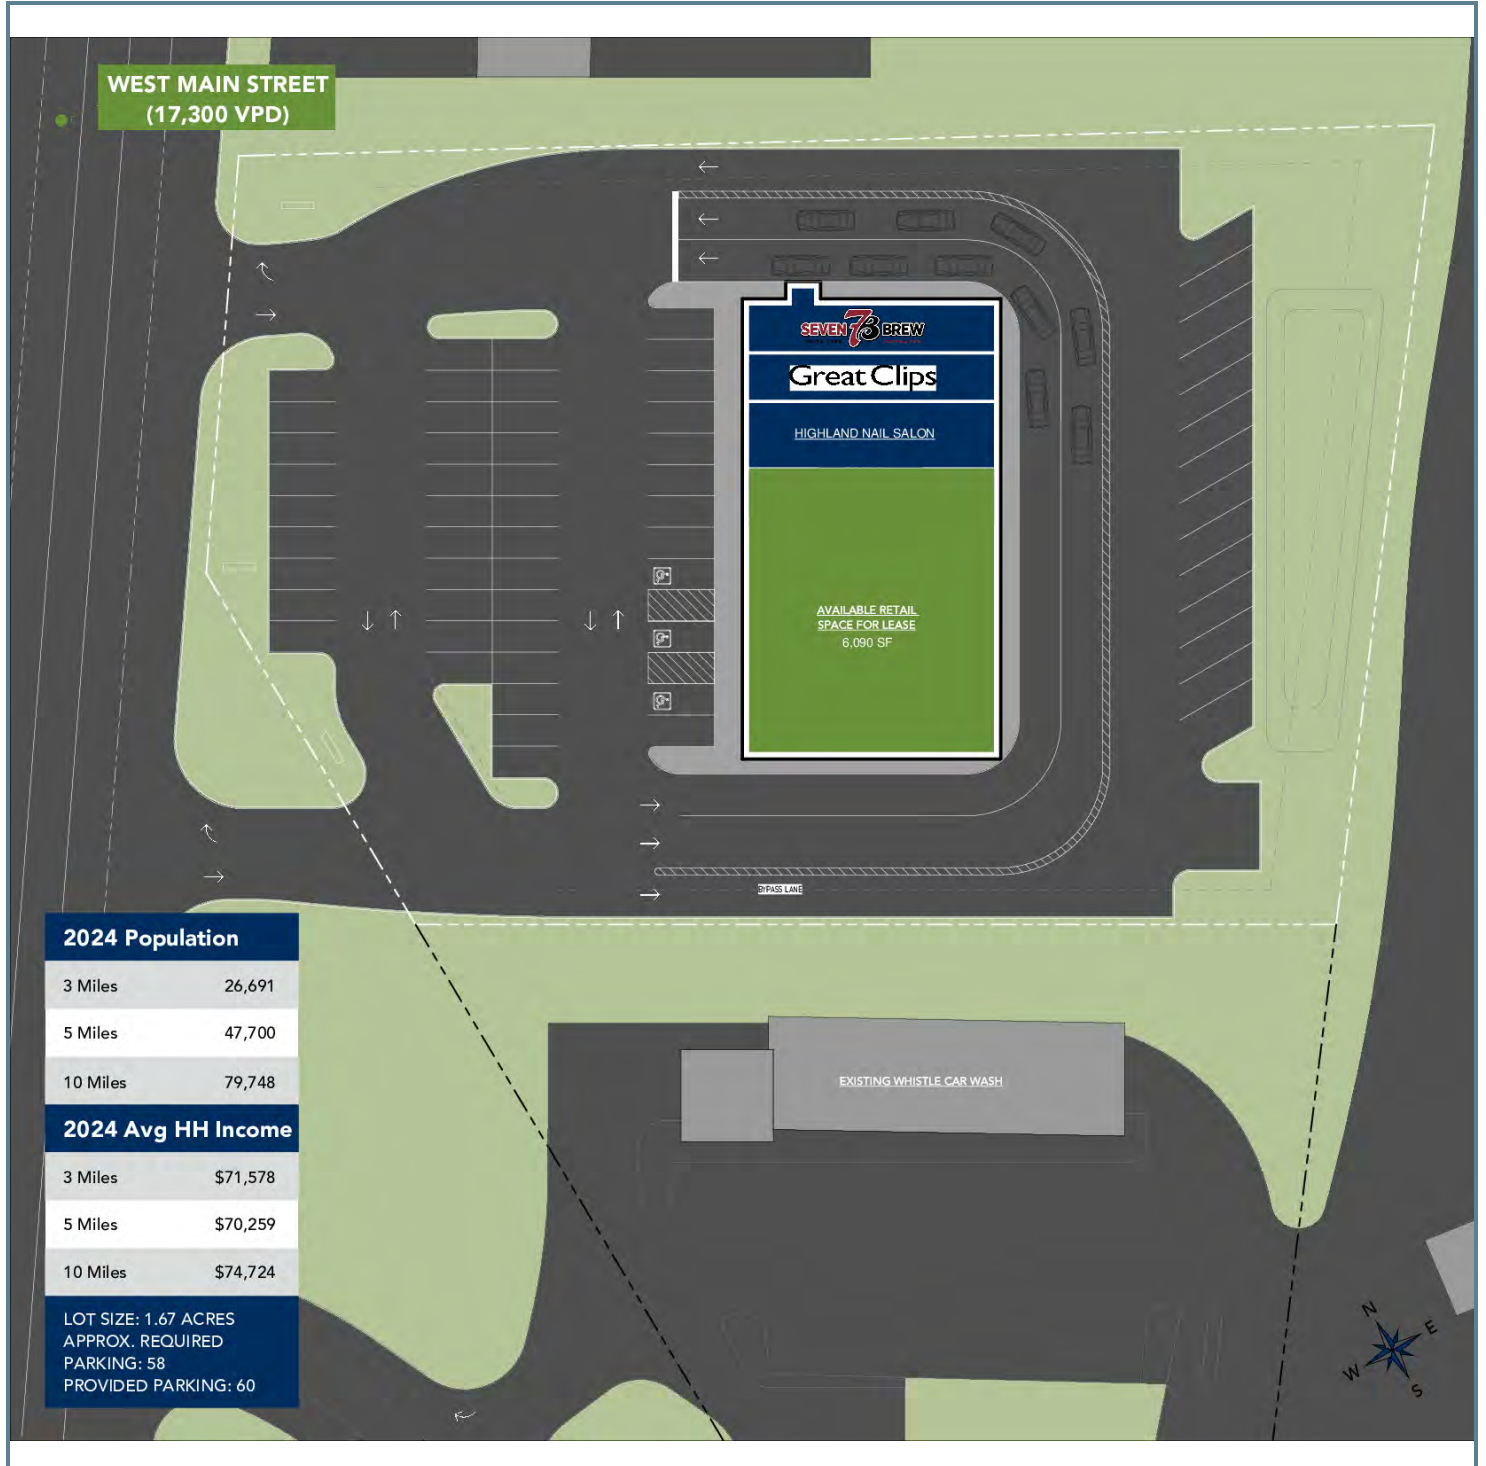 WEST MAIN STREET
(17,300 VPD)
SEVEN 7B BREW
Great Clips
HIGHLAND NAIL SALON
AVAILABLE RETAIL
SPACE FOR LEASE
6,090 SF
BYPASS LANE
EXISTING WHISTLE CAR WASH
2024 Population
3 Miles 26,691
5 Miles 47,700
10 Miles 79,748
2024 Avg HH Income
3 Miles $71,578
5 Miles $70,259
10 Miles $74,724
LOT SIZE: 1.67 ACRES
APPROX. REQUIRED
PARKING: 58
PROVIDED PARKING: 60
N
E
W
S